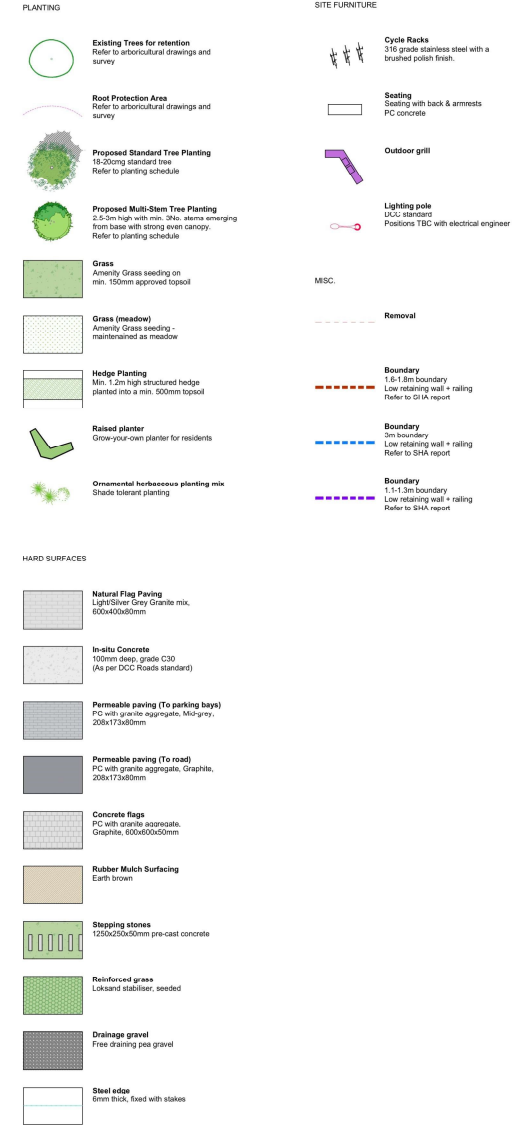 PLANTING
Existing Trees for retention
Refer to arboricultural drawings and
survey
Root Protection Area
Refer to arboricultural drawings and
survey
Proposed Standard Tree Planting
18-20cmg standard tree
Refer to planting schedule
Proposed Multi-Stem Tree Planting
2.5-3m high with min. 3No. stems emerging
from base with strong even canopy.
Refer to planting schedule
Grass
Amenity Grass seeding on
min. 150mm approved topsoil
Grass (meadow)
Amenity Grass seeding -
maintenained as meadow
Hedge Planting
Min. 1.2m high structured hedge
planted into a min. 500mm topsoil
Raised planter
Grow-your-own planter for residents
Ornamental herbaceous planting mix
Shade tolerant planting
HARD SURFACES
Natural Flag Paving
Light/Silver Grey Granite mix,
600x400x80mm
In-situ Concrete
100mm deep, grade C30
(As per DCC Roads standard)
Permeable paving (To parking bays)
PC with granite aggregate, Mid-grey,
208x173x80mm
Permeable paving (To road)
PC with granite aggregate, Graphite,
208x173x80mm
Concrete flags
PC with granite aggregate,
Graphite, 600x600x50mm
Rubber Mulch Surfacing
Earth brown
Stepping stones
1250x250x50mm pre-cast concrete
Reinforced grass
Loksand stabiliser, seeded
Drainage gravel
Free draining pea gravel
Steel edge
6mm thick, fixed with stakes
SITE FURNITURE
Cycle Racks
316 grade stainless steel with a
brushed polish finish.
Seating
Seating with back & armrests
PC concrete
Outdoor grill
Lighting pole
DCC standard
Positions TBC with electrical engineer
MISC.
Removal
Boundary
1.6-1.8m boundary
Low retaining wall + railing
Refer to SHA report
Boundary
3m boundary
Low retaining wall + railing
Refer to SHA report
Boundary
1.1-1.3m boundary
Low retaining wall + railing
Refer to SHA report